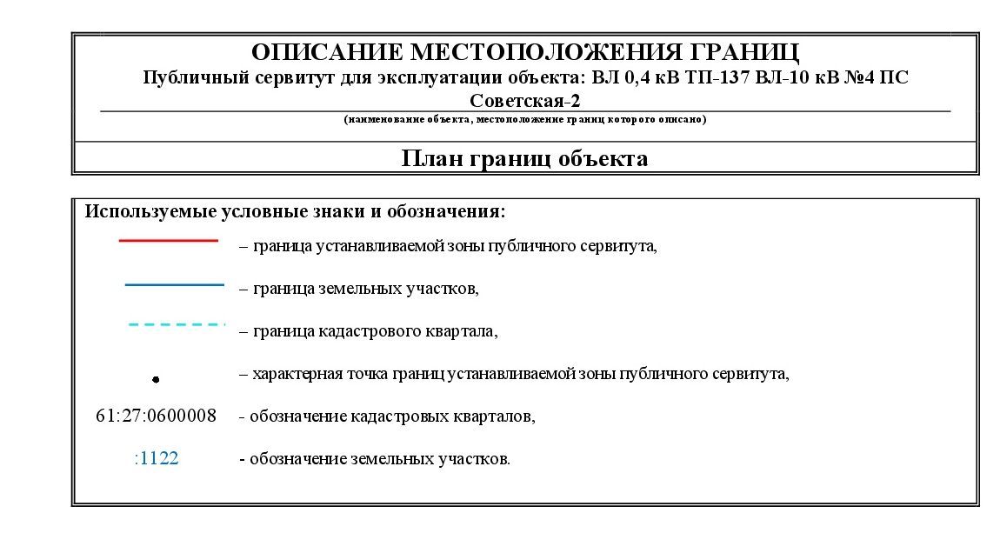 ОПИСАНИЕ МЕСТОПОЛОЖЕНИЯ ГРАНИЦ
Публичный сервитут для эксплуатации объекта: ВЛ 0,4 кВ ТП-137 ВЛ-10 кВ №4 ПС
Советская-2
(наименование объекта, местоположение границ которого описано)
План границ объекта
Используемые условные знаки и обозначения:
– граница устанавливаемой зоны публичного сервитута,
– граница земельных участков,
– граница кадастрового квартала,
– характерная точка границ устанавливаемой зоны публичного сервитута,
61:27:0600008 - обозначение кадастровых кварталов,
:1122 - обозначение земельных участков.